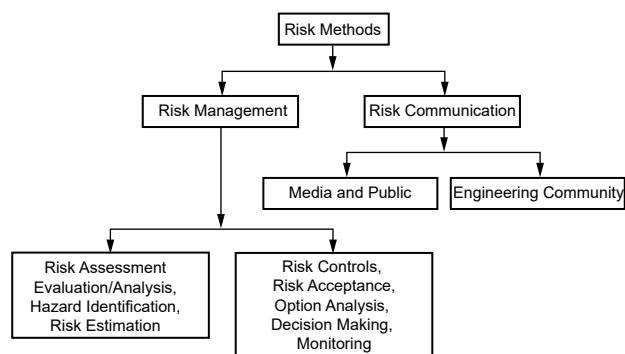 Risk Methods
Risk Management
Risk Communication
Media and Public
Engineering Community
Risk Assessment
Evaluation/Analysis,
Hazard Identification,
Risk Estimation
Risk Controls,
Risk Acceptance,
Option Analysis,
Decision Making,
Monitoring